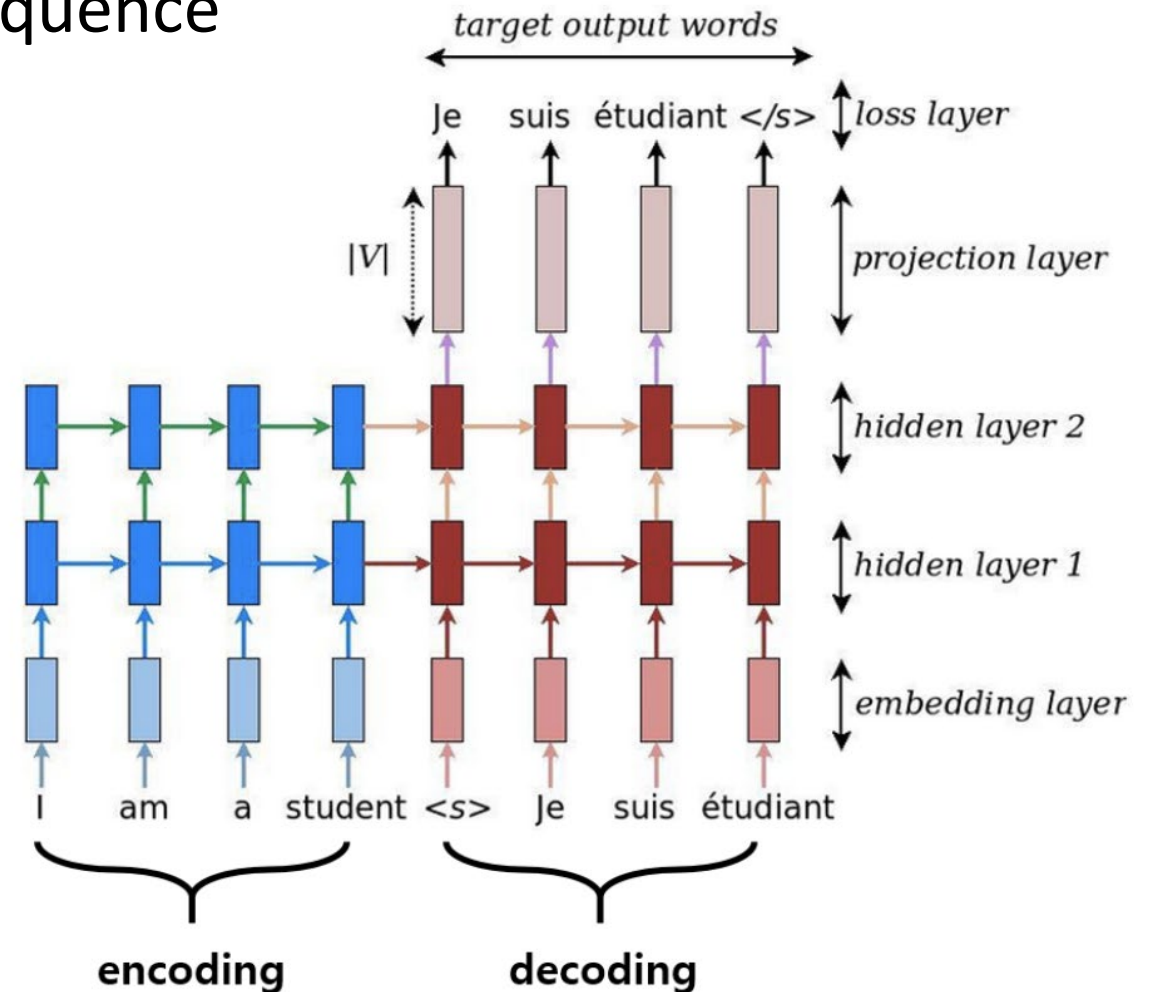 quence
target output words
Je suis étudiant </s> loss layer
|V| projection layer
hidden layer 2
hidden layer 1
embedding layer
I am a student <s> Je suis étudiant
encoding decoding